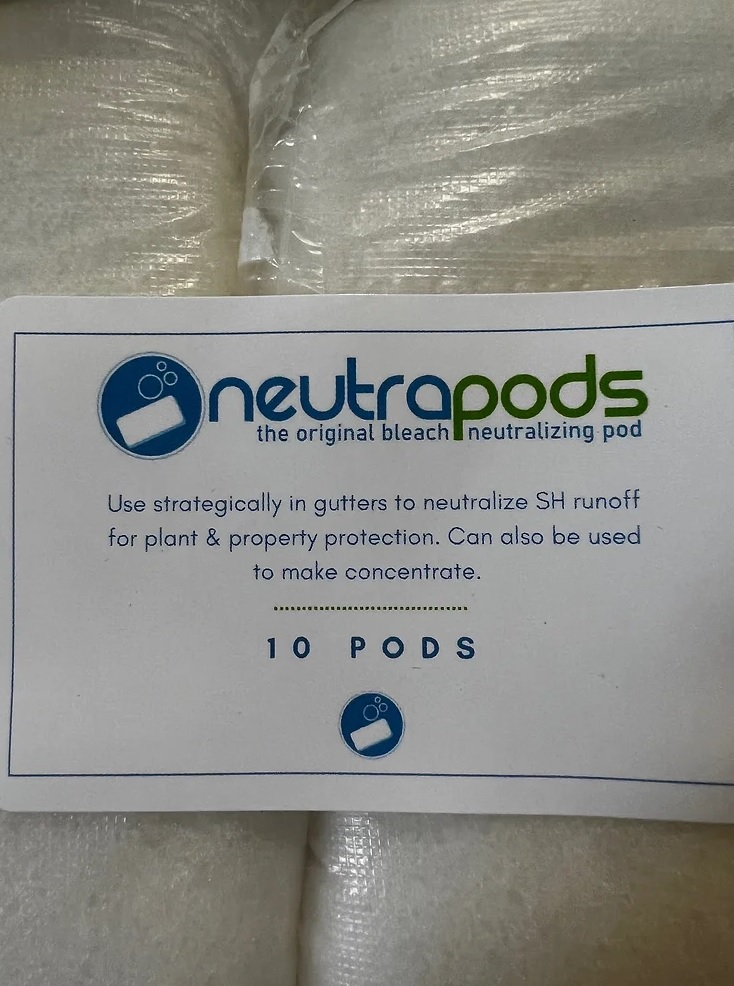 neutrapods
the original bleach neutralizing pod
Use strategically in gutters to neutralize SH runoff
for plant & property protection. Can also be used
to make concentrate.
10 PODS